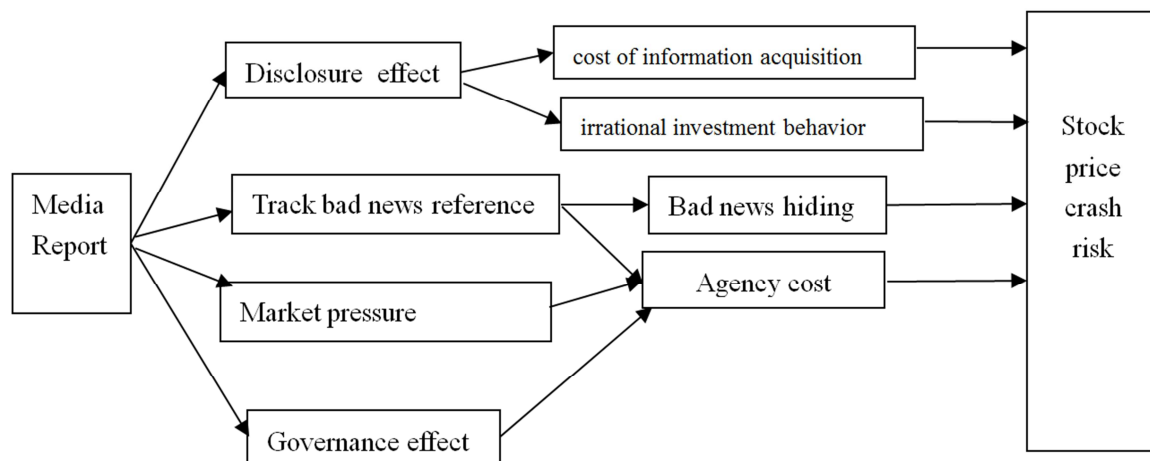 Media
Report
Disclosure effect
Track bad news reference
Market pressure
Governance effect
cost of information acquisition
irrational investment behavior
Bad news hiding
Agency cost
Stock
price
crash
risk